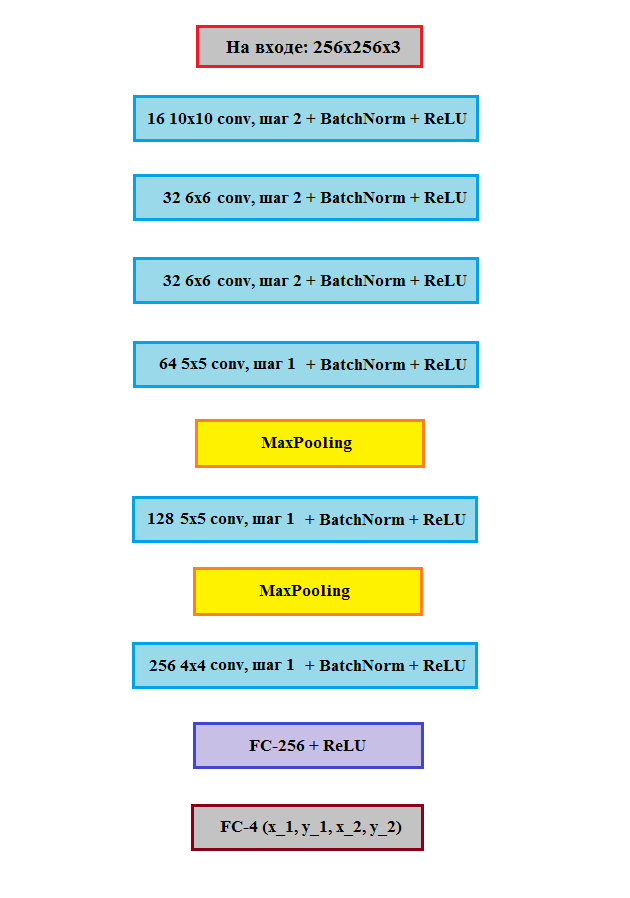 На входе: 256x256x3
16 10x10 conv, шаг 2 + BatchNorm + ReLU
32 6x6 conv, шаг 2 + BatchNorm + ReLU
32 6x6 conv, шаг 2 + BatchNorm + ReLU
64 5x5 conv, шаг 1 + BatchNorm + ReLU
MaxPooling
128 5x5 conv, шаг 1 + BatchNorm + ReLU
MaxPooling
256 4x4 conv, шаг 1 + BatchNorm + ReLU
FC-256 + ReLU
FC-4 (x_1, y_1, x_2, y_2)